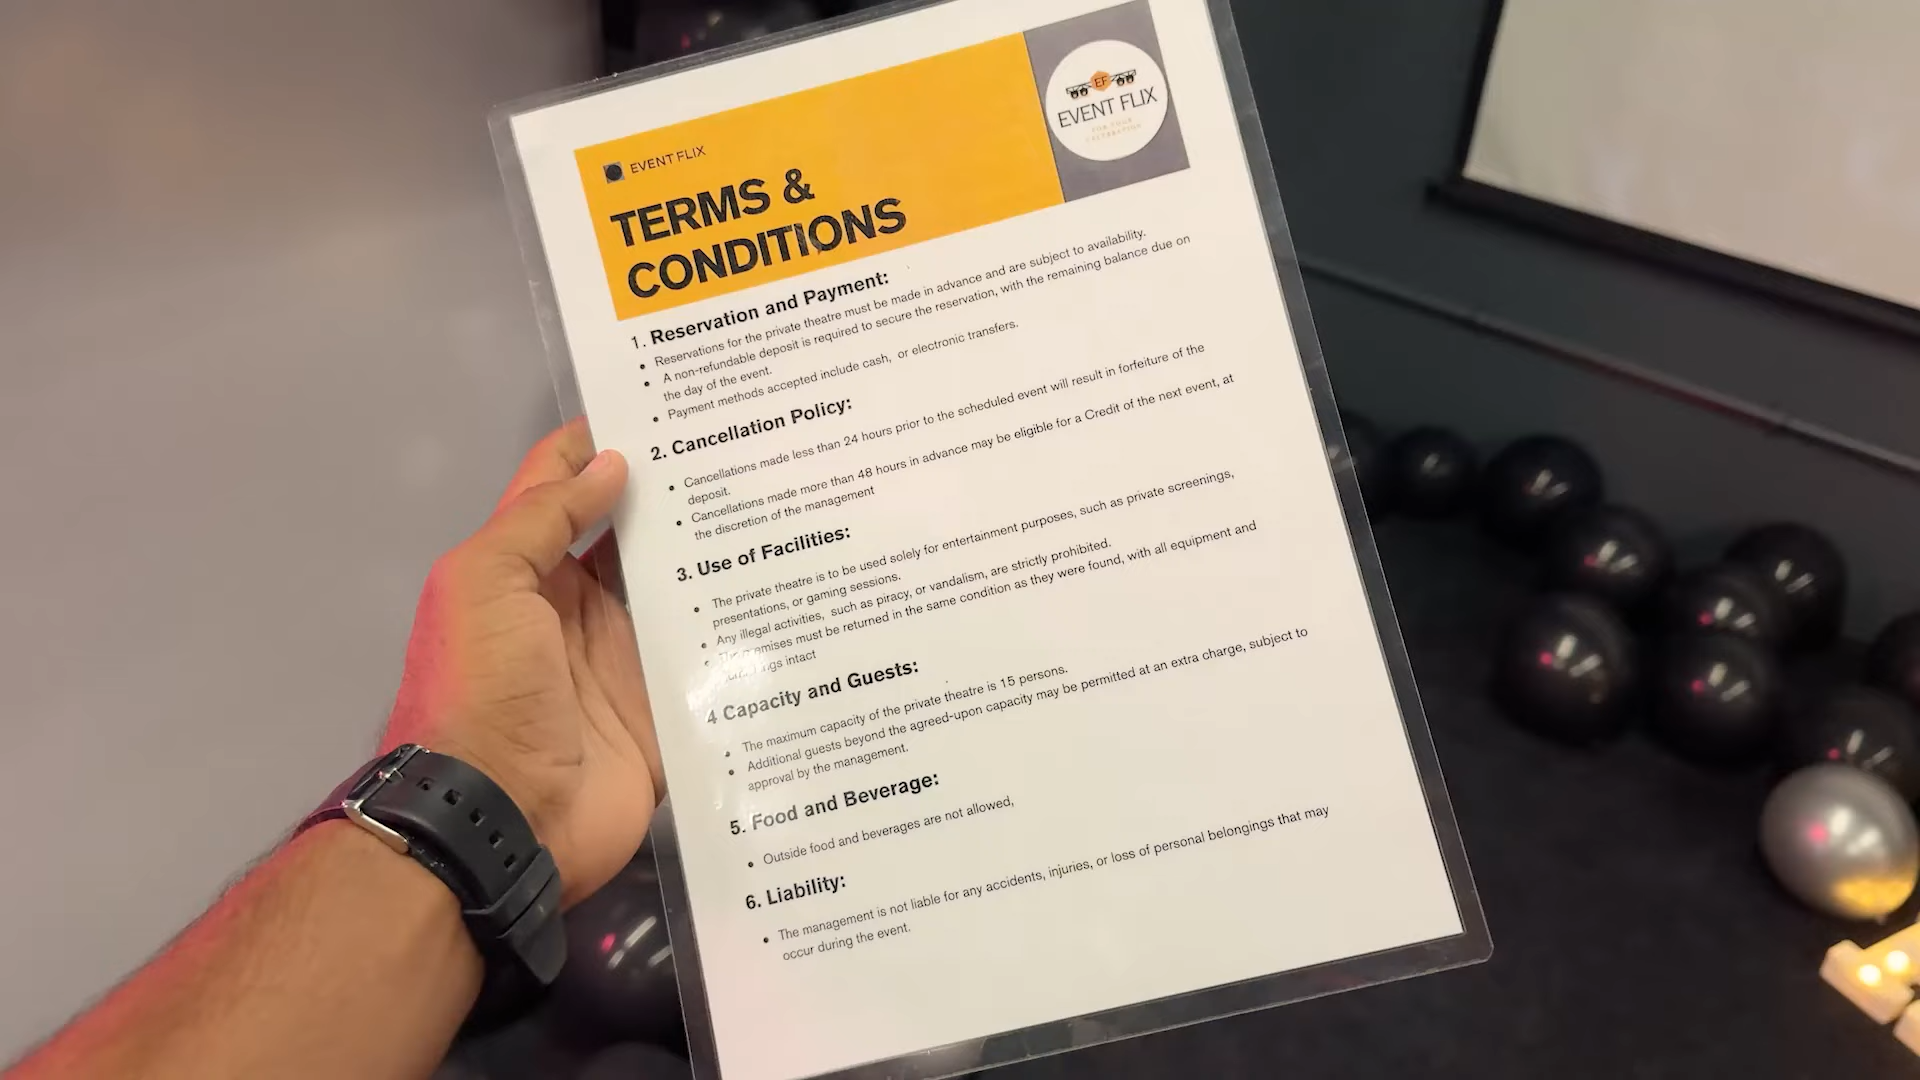 EVENT FLIX
TERMS &
CONDITIONS
EF
EVENT FLIX
FOR YOUR
CELEBRATION
1. Reservation and Payment:
• Reservations for the private theatre must be made in advance and are subject to availability.
• A non-refundable deposit is required to secure the reservation, with the remaining balance due on
the day of the event.
• Payment methods accepted include cash, or electronic transfers.
2. Cancellation Policy:
• Cancellations made less than 24 hours prior to the scheduled event will result in forfeiture of the
deposit.
• Cancellations made more than 48 hours in advance may be eligible for a Credit of the next event, at
the discretion of the management
3. Use of Facilities:
• The private theatre is to be used solely for entertainment purposes, such as private screenings,
presentations, or gaming sessions.
• Any illegal activities, such as piracy, or vandalism, are strictly prohibited.
• The premises must be returned in the same condition as they were found, with all equipment and
intact
4 Capacity and Guests:
• The maximum capacity of the private theatre is 15 persons.
• Additional guests beyond the agreed-upon capacity may be permitted at an extra charge, subject to
approval by the management.
5. Food and Beverage:
• Outside food and beverages are not allowed,
6. Liability:
• The management is not liable for any accidents, injuries, or loss of personal belongings that may
occur during the event.